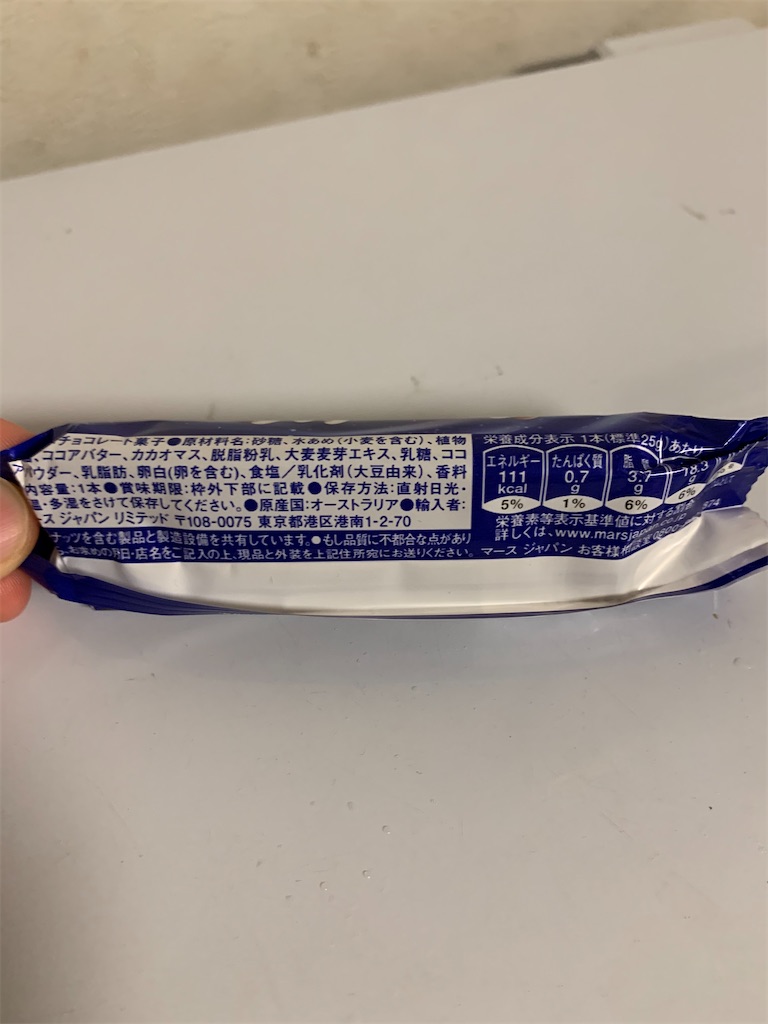 チョコレート菓子●原材料名:砂糖、水あめ(小麦を含む)、植物
、ココアバター、カカオマス、脱脂粉乳、大麦麦芽エキス、乳糖、ココ
アパウダー、乳脂肪、卵白(卵を含む)、食塩/乳化剤(大豆由来)、香料
内容量:1本●賞味期限:枠外下部に記載●保存方法:直射日光・
・多湿をさけて保存してください。●原産国:オーストラリア●輸入者:
ース ジャパン リミテッド 〒108-0075 東京都港区港南1-2-70
ナッツを含む製品と製造設備を共有しています。●もし品質に不都合な点があり
お求めの月日・店名をご記入の上、現品と外装を上記住所宛にお送りください。
栄養成分表示 1本(標準25g)あたり
エネルギー 111 kcal 5%
たんぱく質 0.7 g 1%
脂質 3.7 g 6%
18.3 g 6%
栄養素等表示基準値に対する割合
詳しくは、www.marsjapan.co.jp
マース ジャパン お客様相談室